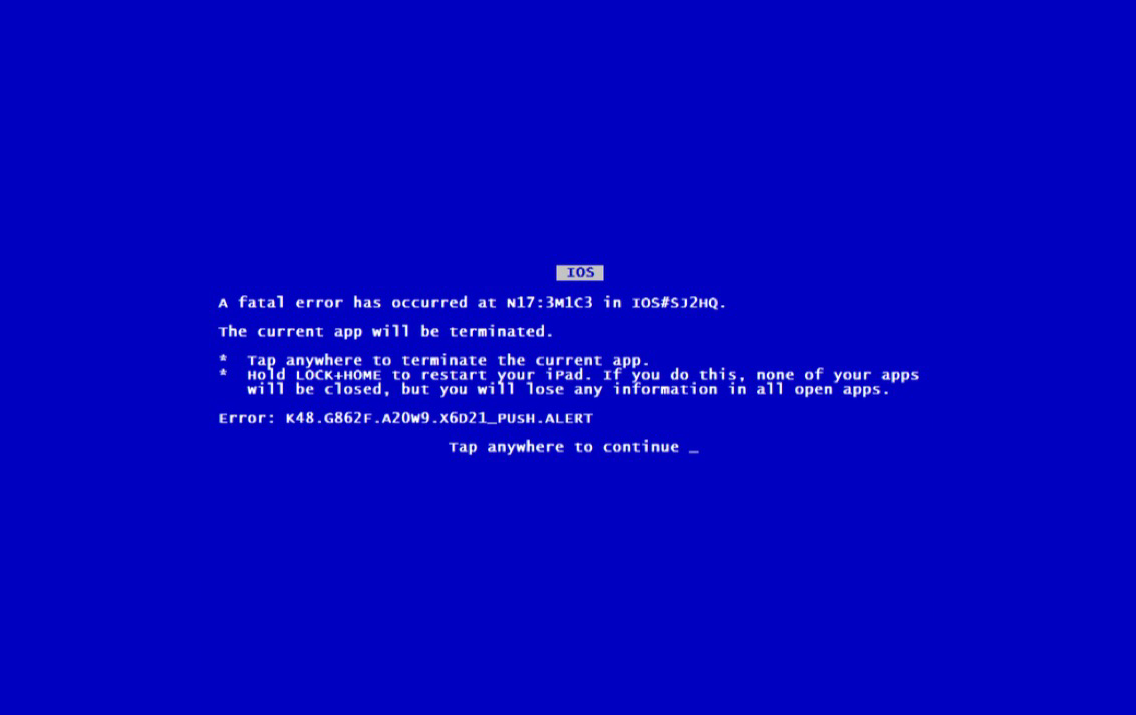 IOS
A fatal error has occurred at N17:3M1C3 in IOS#SJ2HQ.
The current app will be terminated.
* Tap anywhere to terminate the current app.
* Hold LOCK+HOME to restart your iPad. If you do this, none of your apps
will be closed, but you will lose any information in all open apps.
Error: K48.G862F.A2OW9.X6D21_PUSH.ALERT
Tap anywhere to continue _